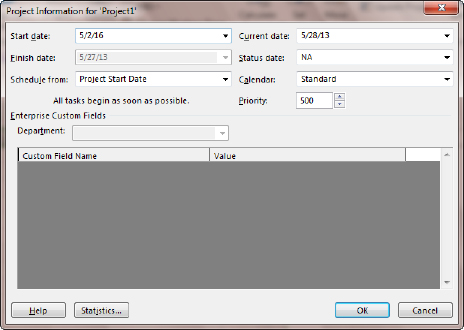 Project Information for 'Project1'
Start date: 5/2/16 Current date: 5/28/13
Finish date: 5/27/13 Status date: NA
Schedule from: Project Start Date Calendar: Standard
All tasks begin as soon as possible. Priority: 500
Enterprise Custom Fields
Department:
Custom Field Name Value
Help Statistics... OK Cancel